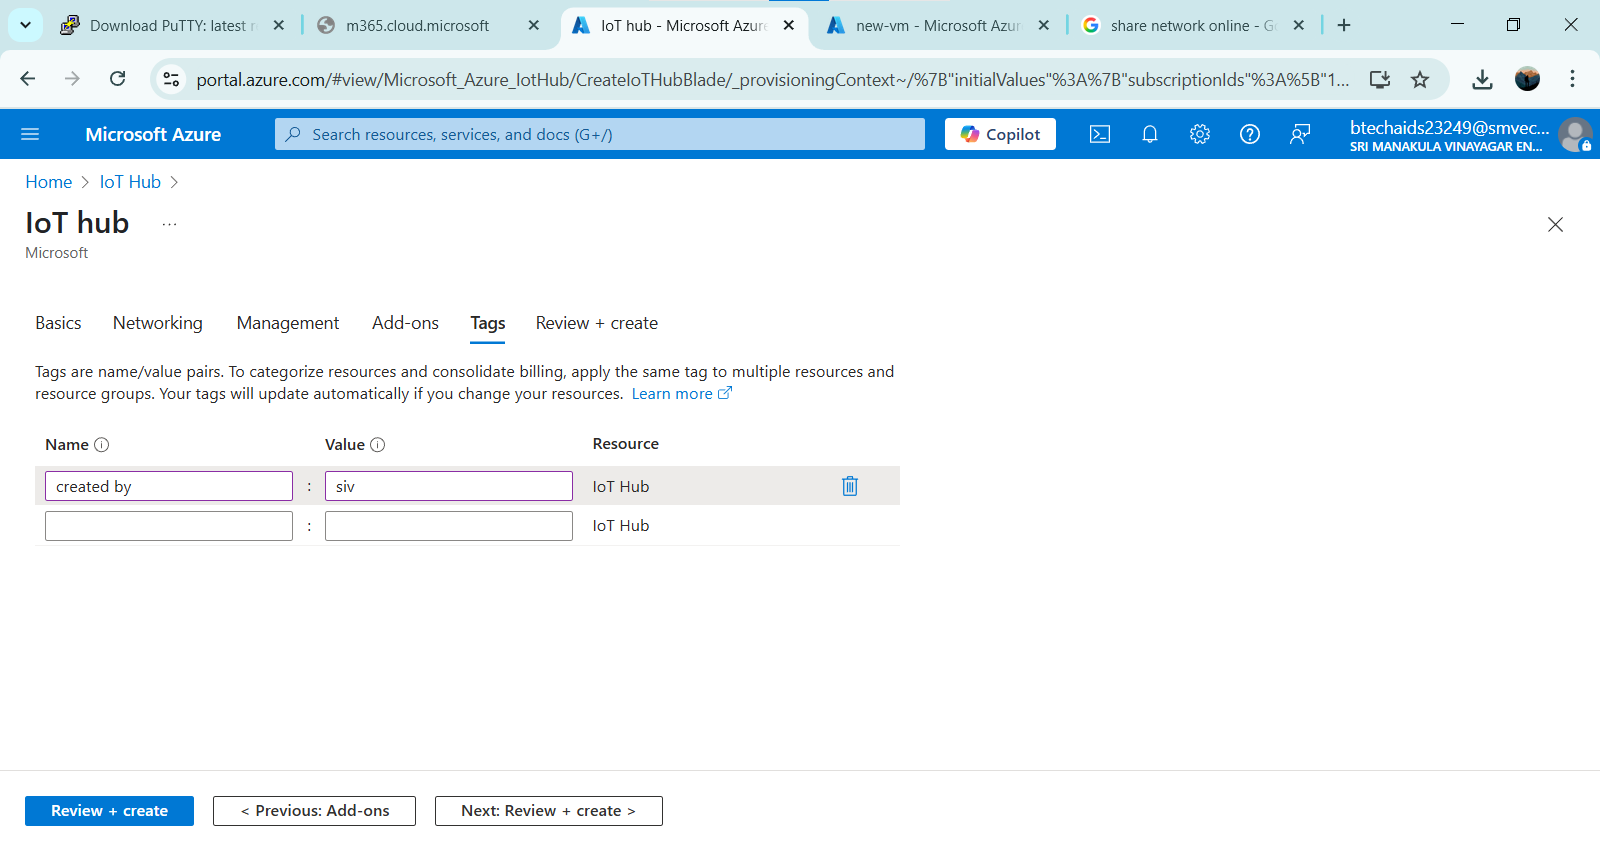 Download PuTTY: latest r
m365.cloud.microsoft
IoT hub - Microsoft Azure
new-vm - Microsoft Azur
share network online - Go
portal.azure.com/#view/Microsoft_Azure_IotHub/CreateIoTHubBlade/_provisioningContext~/%7B"initialValues"%3A%7B"subscriptionIds"%3A%5B"1...
Microsoft Azure
Search resources, services, and docs (G+/)
Copilot
btechaids23249@smvec...
SRI MANAKULA VINAYAGAR EN...
Home > IoT Hub >
IoT hub ...
Microsoft
Basics Networking Management Add-ons Tags Review + create
Tags are name/value pairs. To categorize resources and consolidate billing, apply the same tag to multiple resources and
resource groups. Your tags will update automatically if you change your resources. Learn more
Name Value Resource
created by : siv IoT Hub
: IoT Hub
Review + create < Previous: Add-ons Next: Review + create >